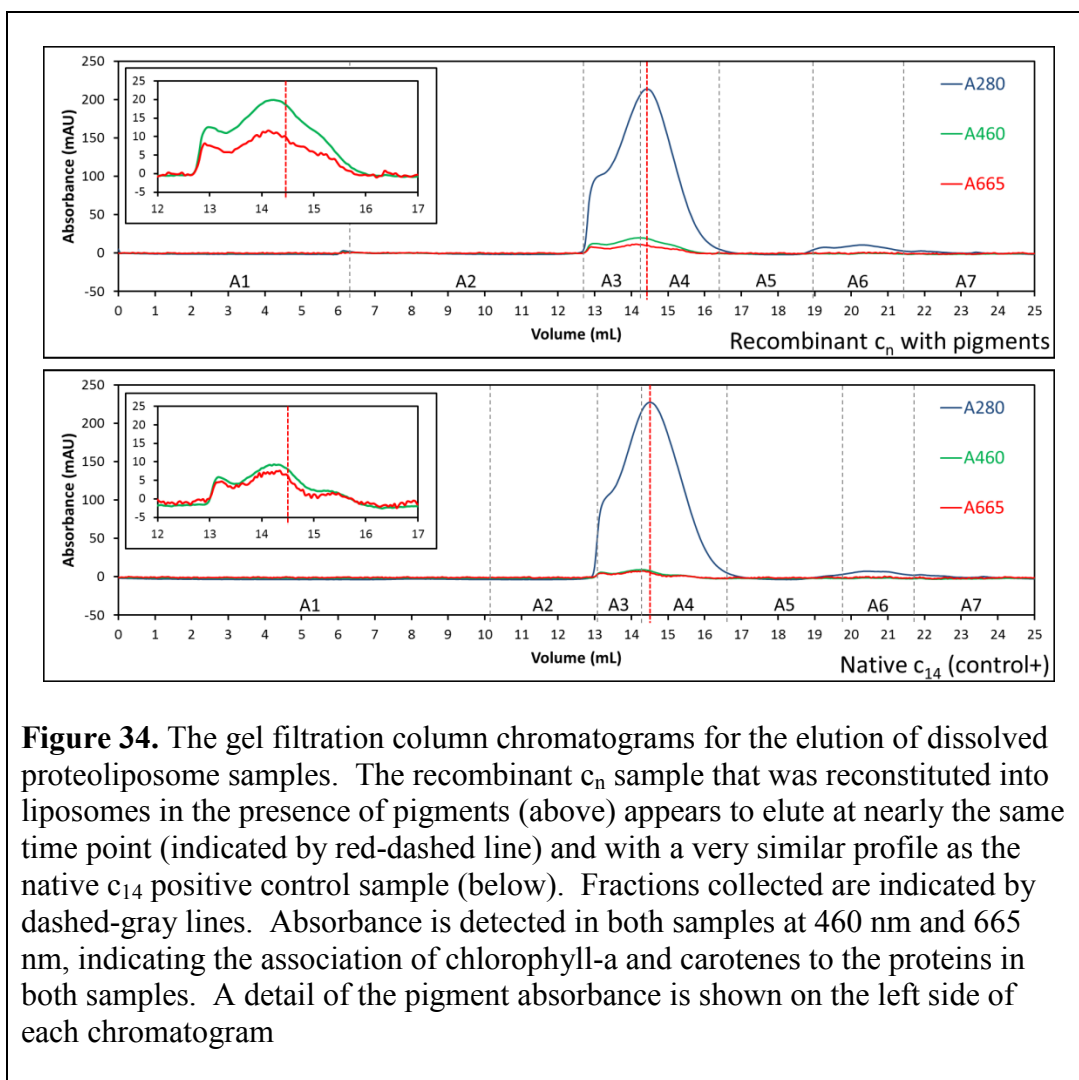 250
200
150
100
50
0
-50
Absorbance (mAU)
25
20
15
10
5
0
-5
12 13 14 15 16 17
A280
A460
A665
A1 A2 A3 A4 A5 A6 A7
0 1 2 3 4 5 6 7 8 9 10 11 12 13 14 15 16 17 18 19 20 21 22 23 24 25
Volume (mL)
Recombinant cn with pigments
250
200
150
100
50
0
-50
Absorbance (mAU)
25
20
15
10
5
0
-5
12 13 14 15 16 17
A280
A460
A665
A1 A2 A3 A4 A5 A6 A7
0 1 2 3 4 5 6 7 8 9 10 11 12 13 14 15 16 17 18 19 20 21 22 23 24 25
Volume (mL)
Native c14 (control+)
Figure 34. The gel filtration column chromatograms for the elution of dissolved
proteoliposome samples. The recombinant cn sample that was reconstituted into
liposomes in the presence of pigments (above) appears to elute at nearly the same
time point (indicated by red-dashed line) and with a very similar profile as the
native c14 positive control sample (below). Fractions collected are indicated by
dashed-gray lines. Absorbance is detected in both samples at 460 nm and 665
nm, indicating the association of chlorophyll-a and carotenes to the proteins in
both samples. A detail of the pigment absorbance is shown on the left side of
each chromatogram